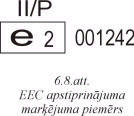 II/P
e 2 001242
6.8.att.
EEC apstiprinājuma
marķējuma piemērs